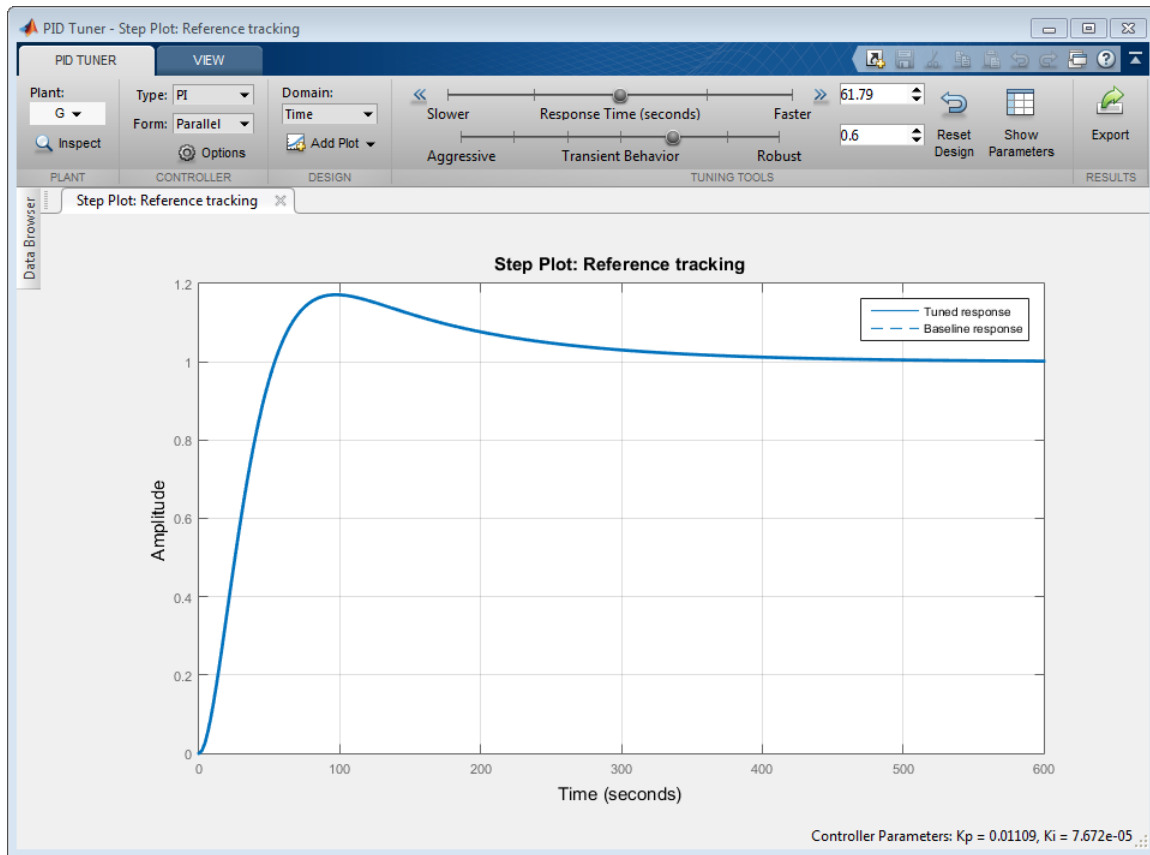 PID Tuner - Step Plot: Reference tracking
PID TUNER
VIEW
Plant:
G
Inspect
PLANT
Type: PI
Form: Parallel
Options
CONTROLLER
Domain:
Time
Add Plot
DESIGN
Slower
Response Time (seconds)
Faster
61.79
Aggressive
Transient Behavior
Robust
0.6
Reset
Design
Show
Parameters
TUNING TOOLS
Export
RESULTS
Data Browser
Step Plot: Reference tracking
Step Plot: Reference tracking
Tuned response
Baseline response
Amplitude
1.2
1
0.8
0.6
0.4
0.2
0
0 100 200 300 400 500 600
Time (seconds)
Controller Parameters: Kp = 0.01109, Ki = 7.672e-05